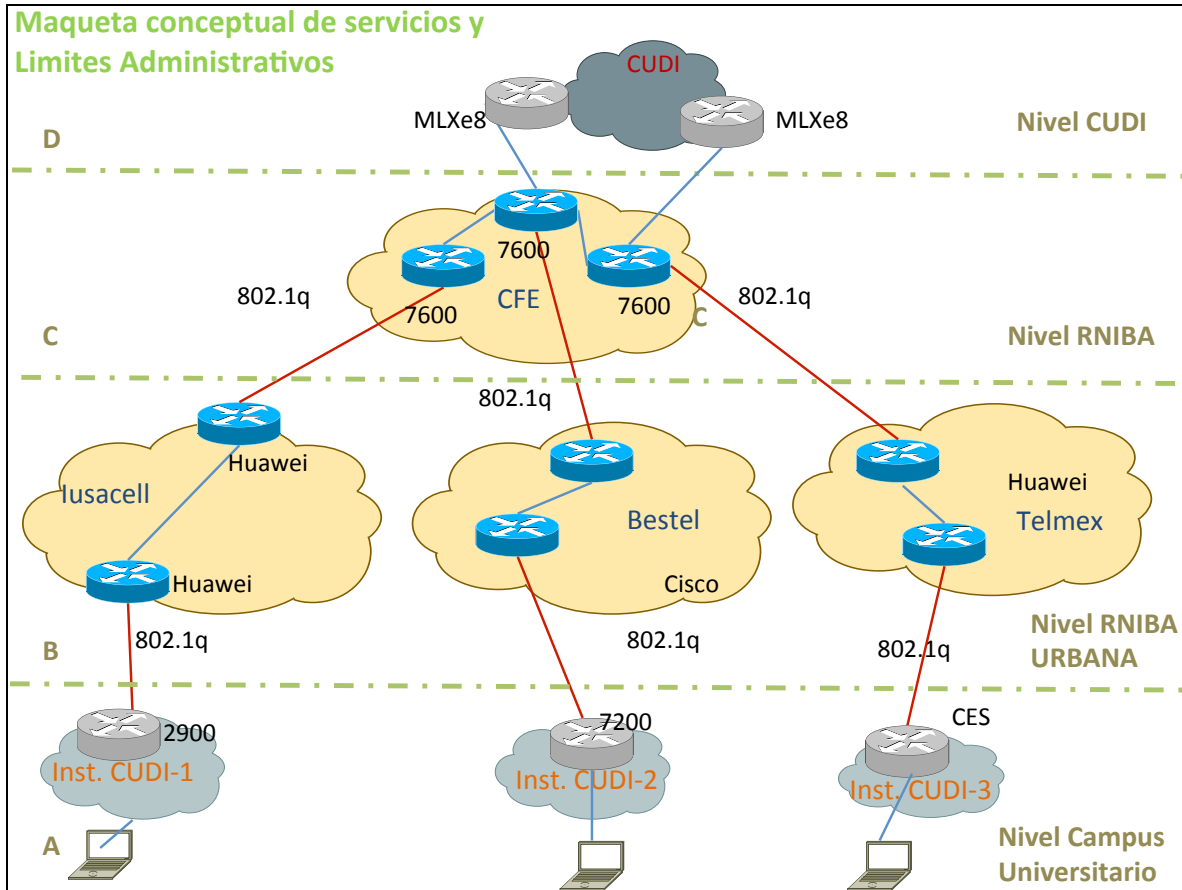 Maqueta conceptual de servicios y
Limites Administrativos
CUDI
MLXe8
MLXe8
D
Nivel CUDI
7600
802.1q
CFE
802.1q
7600
7600
C
C
Nivel RNIBA
802.1q
Huawei
Iusacell
Huawei
Bestel
Telmex
Huawei
Cisco
802.1q
802.1q
802.1q
Nivel RNIBA
URBANA
B
2900
7200
CES
Inst. CUDI-1
Inst. CUDI-2
Inst. CUDI-3
A
Nivel Campus
Universitario